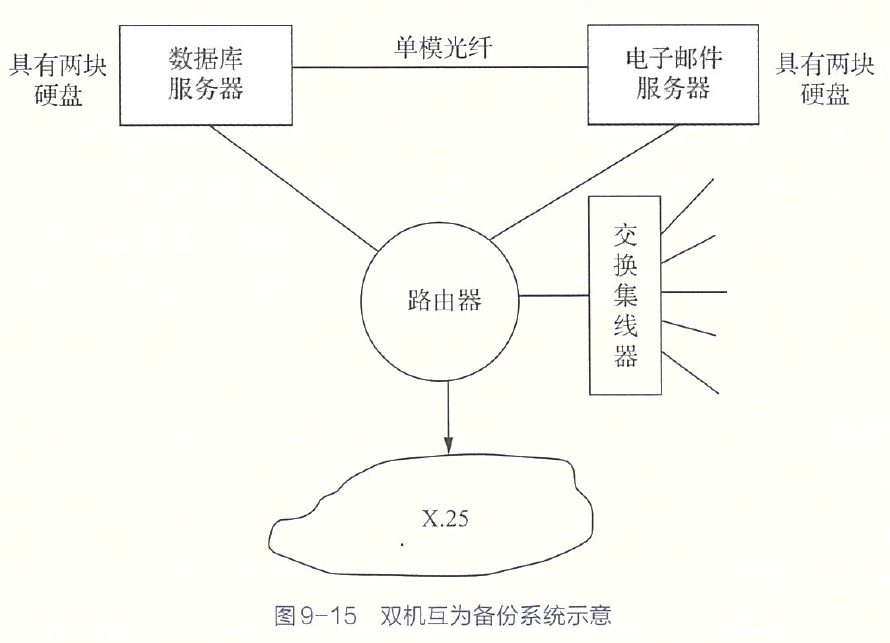 具有两块
硬盘
数据库
服务器
单模光纤
电子邮件
服务器
具有两块
硬盘
路由器
交
换
集
线
器
X.25
图9-15 双机互为备份系统示意